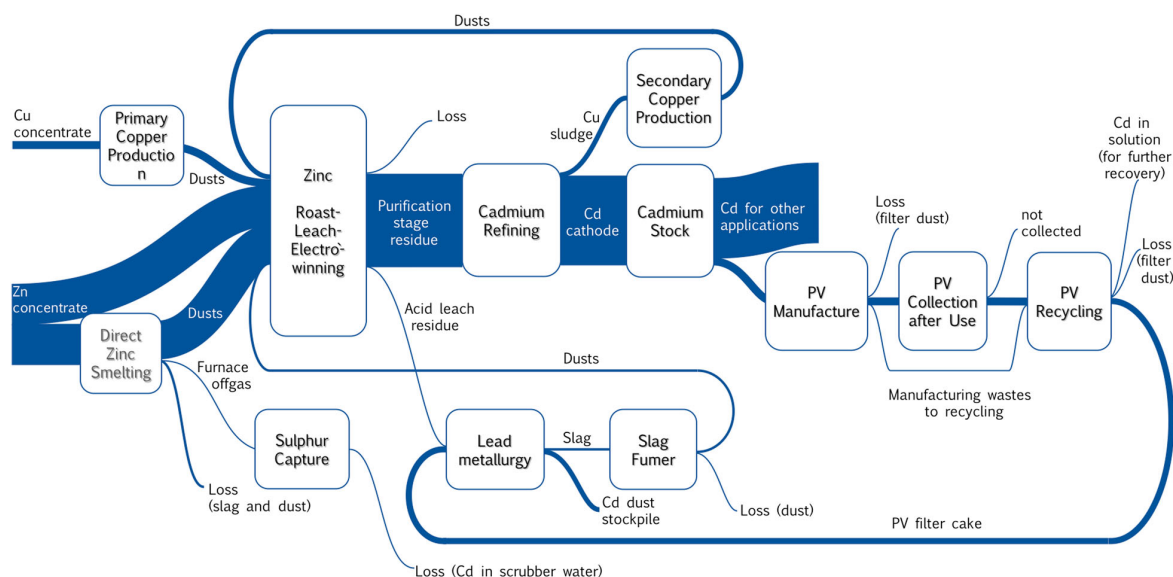 Dusts
Cu
concentrate
Primary
Copper
Productio
n
Dusts
Zinc
Roast-
Leach-
Electro`-
winning
Loss
Purification
stage
residue
Cadmium
Refining
Cu
sludge
Secondary
Copper
Production
Cd
cathode
Cadmium
Stock
Cd for other
applications
Loss
(filter dust)
not
collected
Cd in
solution
(for further
recovery)
Loss
(filter
dust)
PV
Manufacture
PV
Collection
after Use
PV
Recycling
Manufacturing wastes
to recycling
Zn
concentrate
Direct
Zinc
Smelting
Dusts
Furnace
offgas
Acid leach
residue
Dusts
Sulphur
Capture
Loss
(slag and dust)
Lead
metallurgy
Slag
Slag
Fumer
Cd dust
stockpile
Loss (dust)
PV filter cake
Loss (Cd in scrubber water)